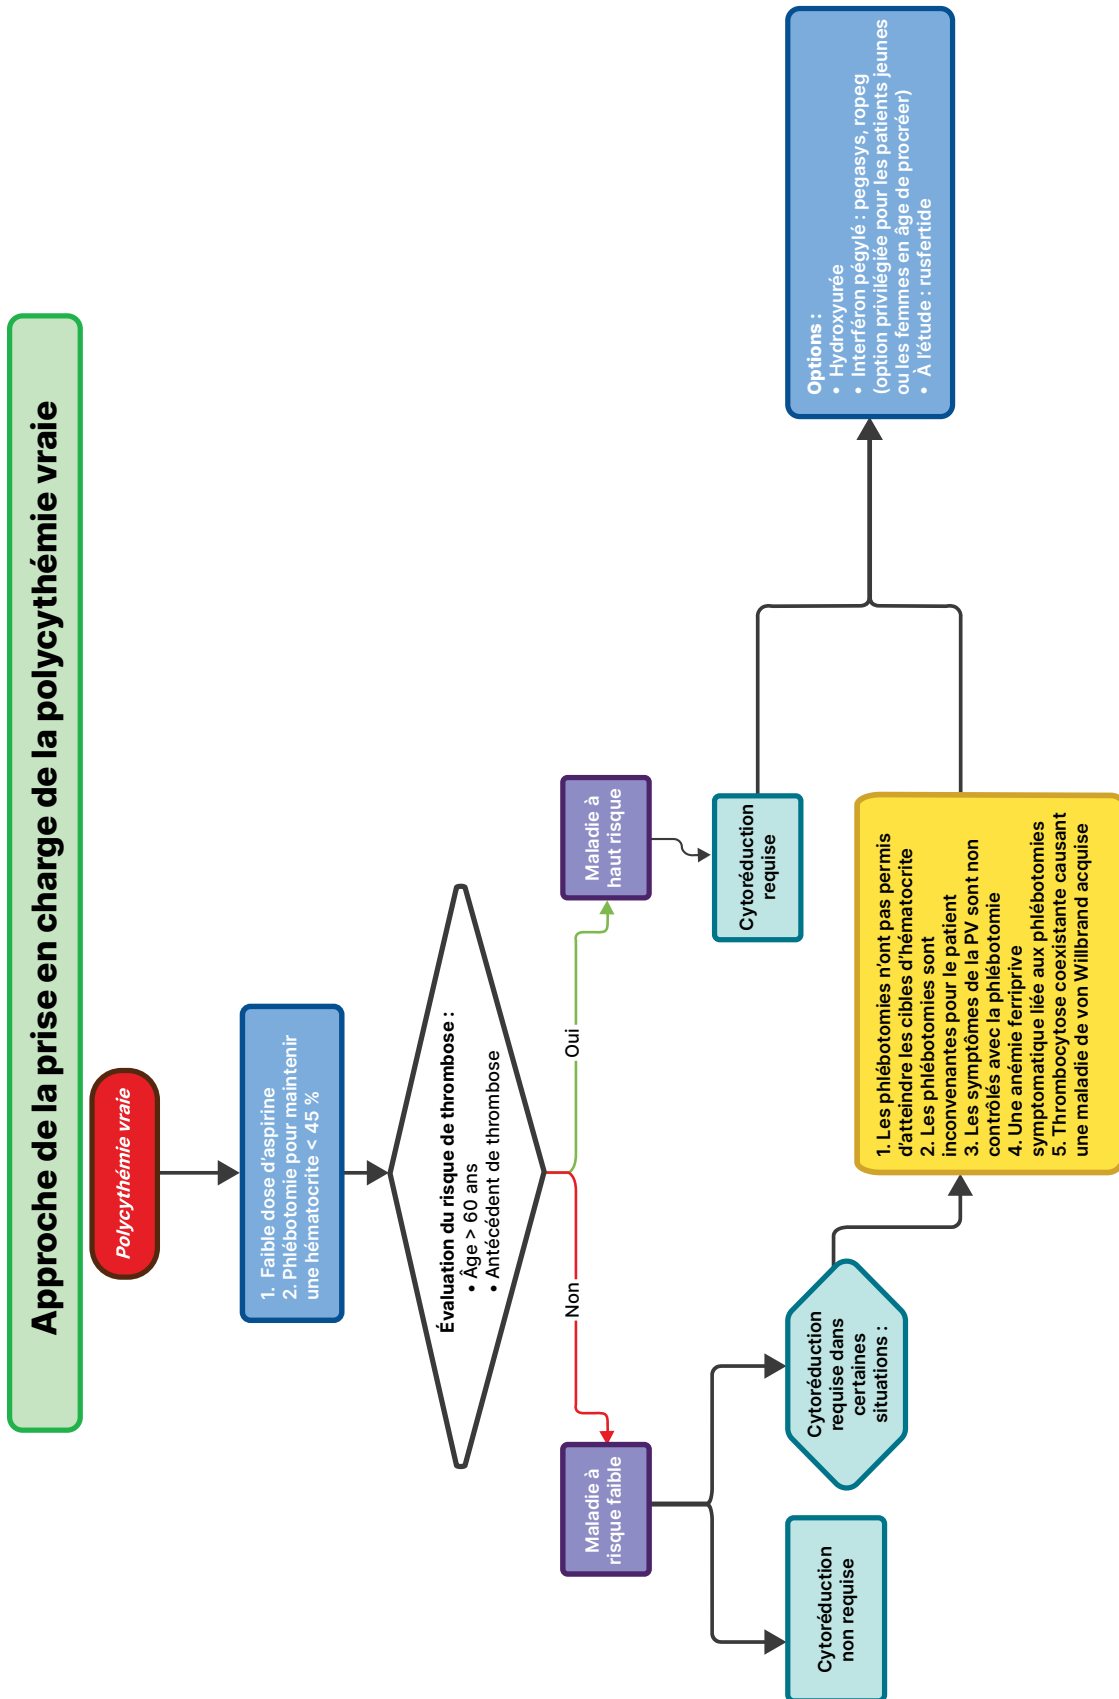 Approche de la prise en charge de la polycythémie vraie
Polycythémie vraie
1. Faible dose d'aspirine
2. Phlébotomie pour maintenir
une hématocrite < 45 %
Évaluation du risque de thrombose :
• Âge > 60 ans
• Antécédent de thrombose
Non
Oui
Maladie à
risque faible
Maladie à
haut risque
Cytoréduction
non requise
Cytoréduction
requise dans
certaines
situations :
Cytoréduction
requise
1. Les phlébotomies n'ont pas permis
d'atteindre les cibles d'hématocrite
2. Les phlébotomies sont
inconvenantes pour le patient
3. Les symptômes de la PV sont non
contrôlés avec la phlébotomie
4. Une anémie ferriprive
symptomatique liée aux phlébotomies
5. Thrombocytose coexistante causant
une maladie de von Willbrand acquise
Options :
• Hydroxyurée
• Interféron pégylé : pegasys, ropeg
(option privilégiée pour les patients jeunes
ou les femmes en âge de procréer)
• À l'étude : rusfertide